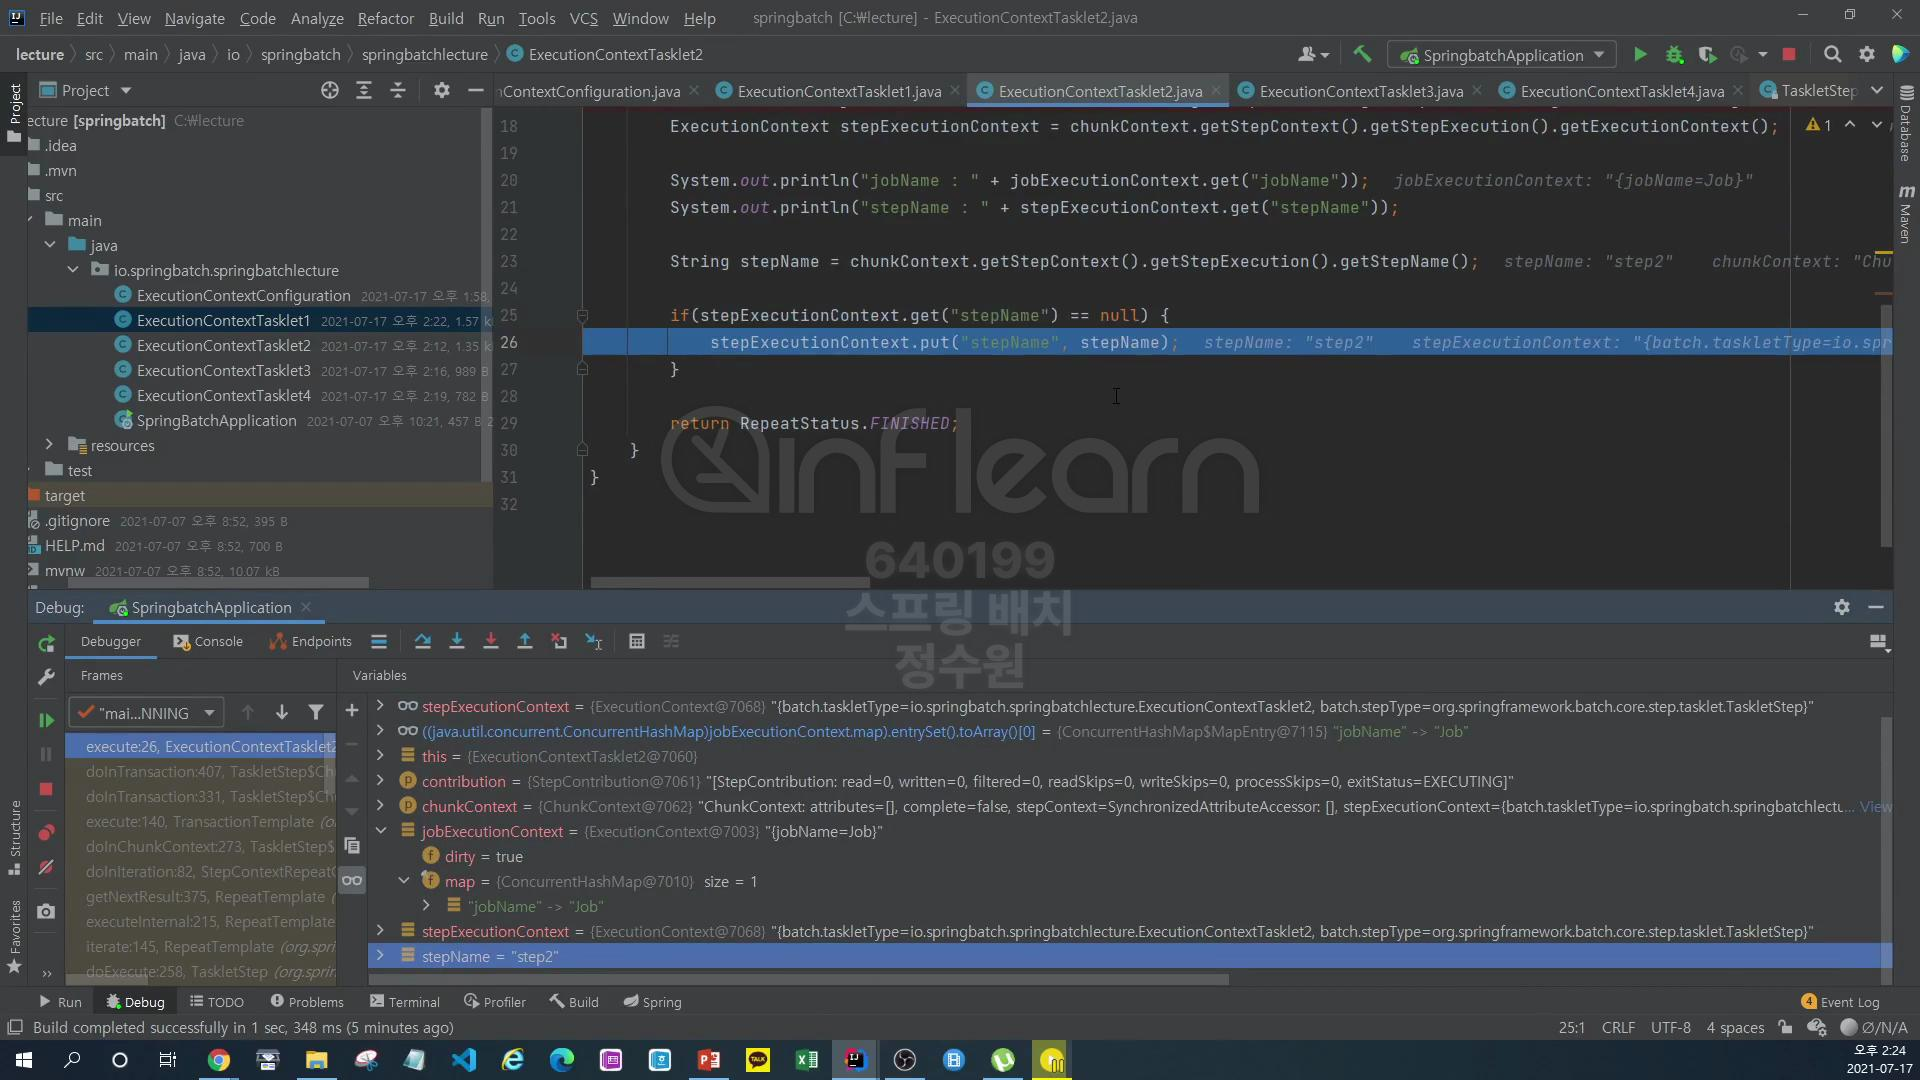 File Edit View Navigate Code Analyze Refactor Build Run Tools VCS Window Help springbatch [C:₩lecture] - ExecutionContextTasklet2.java
lecture src main java io springbatch springbatchlecture ExecutionContextTasklet2 SpringbatchApplication
Project
nContextConfiguration.java ExecutionContextTasklet1.java ExecutionContextTasklet2.java ExecutionContextTasklet3.java ExecutionContextTasklet4.java TaskletStep
ecture [springbatch] C:₩lecture
.idea
.mvn
src
main
java
io.springbatch.springbatchlecture
ExecutionContextConfiguration 2021-07-17 오후 1:58,
ExecutionContextTasklet1 2021-07-17 오후 2:22, 1.57 k
ExecutionContextTasklet2 2021-07-17 오후 2:12, 1.35 k
ExecutionContextTasklet3 2021-07-17 오후 2:16, 989 B
ExecutionContextTasklet4 2021-07-17 오후 2:19, 782 B
SpringBatchApplication 2021-07-07 오후 10:21, 457 B 2
resources
test
target
.gitignore 2021-07-07 오후 8:52, 395 B
HELP.md 2021-07-07 오후 8:52, 700 B
mvnw 2021-07-07 오후 8:52, 10.07 kB
18 ExecutionContext stepExecutionContext = chunkContext.getStepContext().getStepExecution().getExecutionContext(); 1
19
20 System.out.println("jobName : " + jobExecutionContext.get("jobName")); jobExecutionContext: "{jobName=Job}"
21 System.out.println("stepName : " + stepExecutionContext.get("stepName"));
22
23 String stepName = chunkContext.getStepContext().getStepExecution().getStepName(); stepName: "step2" chunkContext: "Chu
24
25 if(stepExecutionContext.get("stepName") == null) {
26 stepExecutionContext.put("stepName", stepName); stepName: "step2" stepExecutionContext: "{batch.taskletType=io.spr
27 }
28
29 return RepeatStatus.FINISHED;
30 }
31 }
32
inflearn
640199
스프링 배치
정수원
Project
Structure
Favorites
Database
Maven
Debug: SpringbatchApplication
Debugger Console Endpoints
Frames Variables
"mai...NNING
execute:26, ExecutionContextTasklet2
doInTransaction:407, TaskletStep$Ch
doInTransaction:331, TaskletStep$Ch
execute:140, TransactionTemplate (o
doInChunkContext:273, TaskletStep$
doInIteration:82, StepContextRepeat
getNextResult:375, RepeatTemplate (
executeInternal:215, RepeatTemplate
iterate:145, RepeatTemplate (org.spri
doExecute:258, TaskletStep (org.sprin
stepExecutionContext = {ExecutionContext@7068} "{batch.taskletType=io.springbatch.springbatchlecture.ExecutionContextTasklet2, batch.stepType=org.springframework.batch.core.step.tasklet.TaskletStep}"
((java.util.concurrent.ConcurrentHashMap)jobExecutionContext.map).entrySet().toArray()[0] = {ConcurrentHashMap$MapEntry@7115} "jobName" -> "Job"
this = {ExecutionContextTasklet2@7060}
contribution = {StepContribution@7061} "[StepContribution: read=0, written=0, filtered=0, readSkips=0, writeSkips=0, processSkips=0, exitStatus=EXECUTING]"
chunkContext = {ChunkContext@7062} "ChunkContext: attributes=[], complete=false, stepContext=SynchronizedAttributeAccessor: [], stepExecutionContext={batch.taskletType=io.springbatch.springbatchlectu... View
jobExecutionContext = {ExecutionContext@7003} "{jobName=Job}"
dirty = true
map = {ConcurrentHashMap@7010} size = 1
"jobName" -> "Job"
stepExecutionContext = {ExecutionContext@7068} "{batch.taskletType=io.springbatch.springbatchlecture.ExecutionContextTasklet2, batch.stepType=org.springframework.batch.core.step.tasklet.TaskletStep}"
stepName = "step2"
Run Debug TODO Problems Terminal Profiler Build Spring 4 Event Log
Build completed successfully in 1 sec, 348 ms (5 minutes ago) 25:1 CRLF UTF-8 4 spaces Ø/N/A
TALK
오후 2:24
2021-07-17